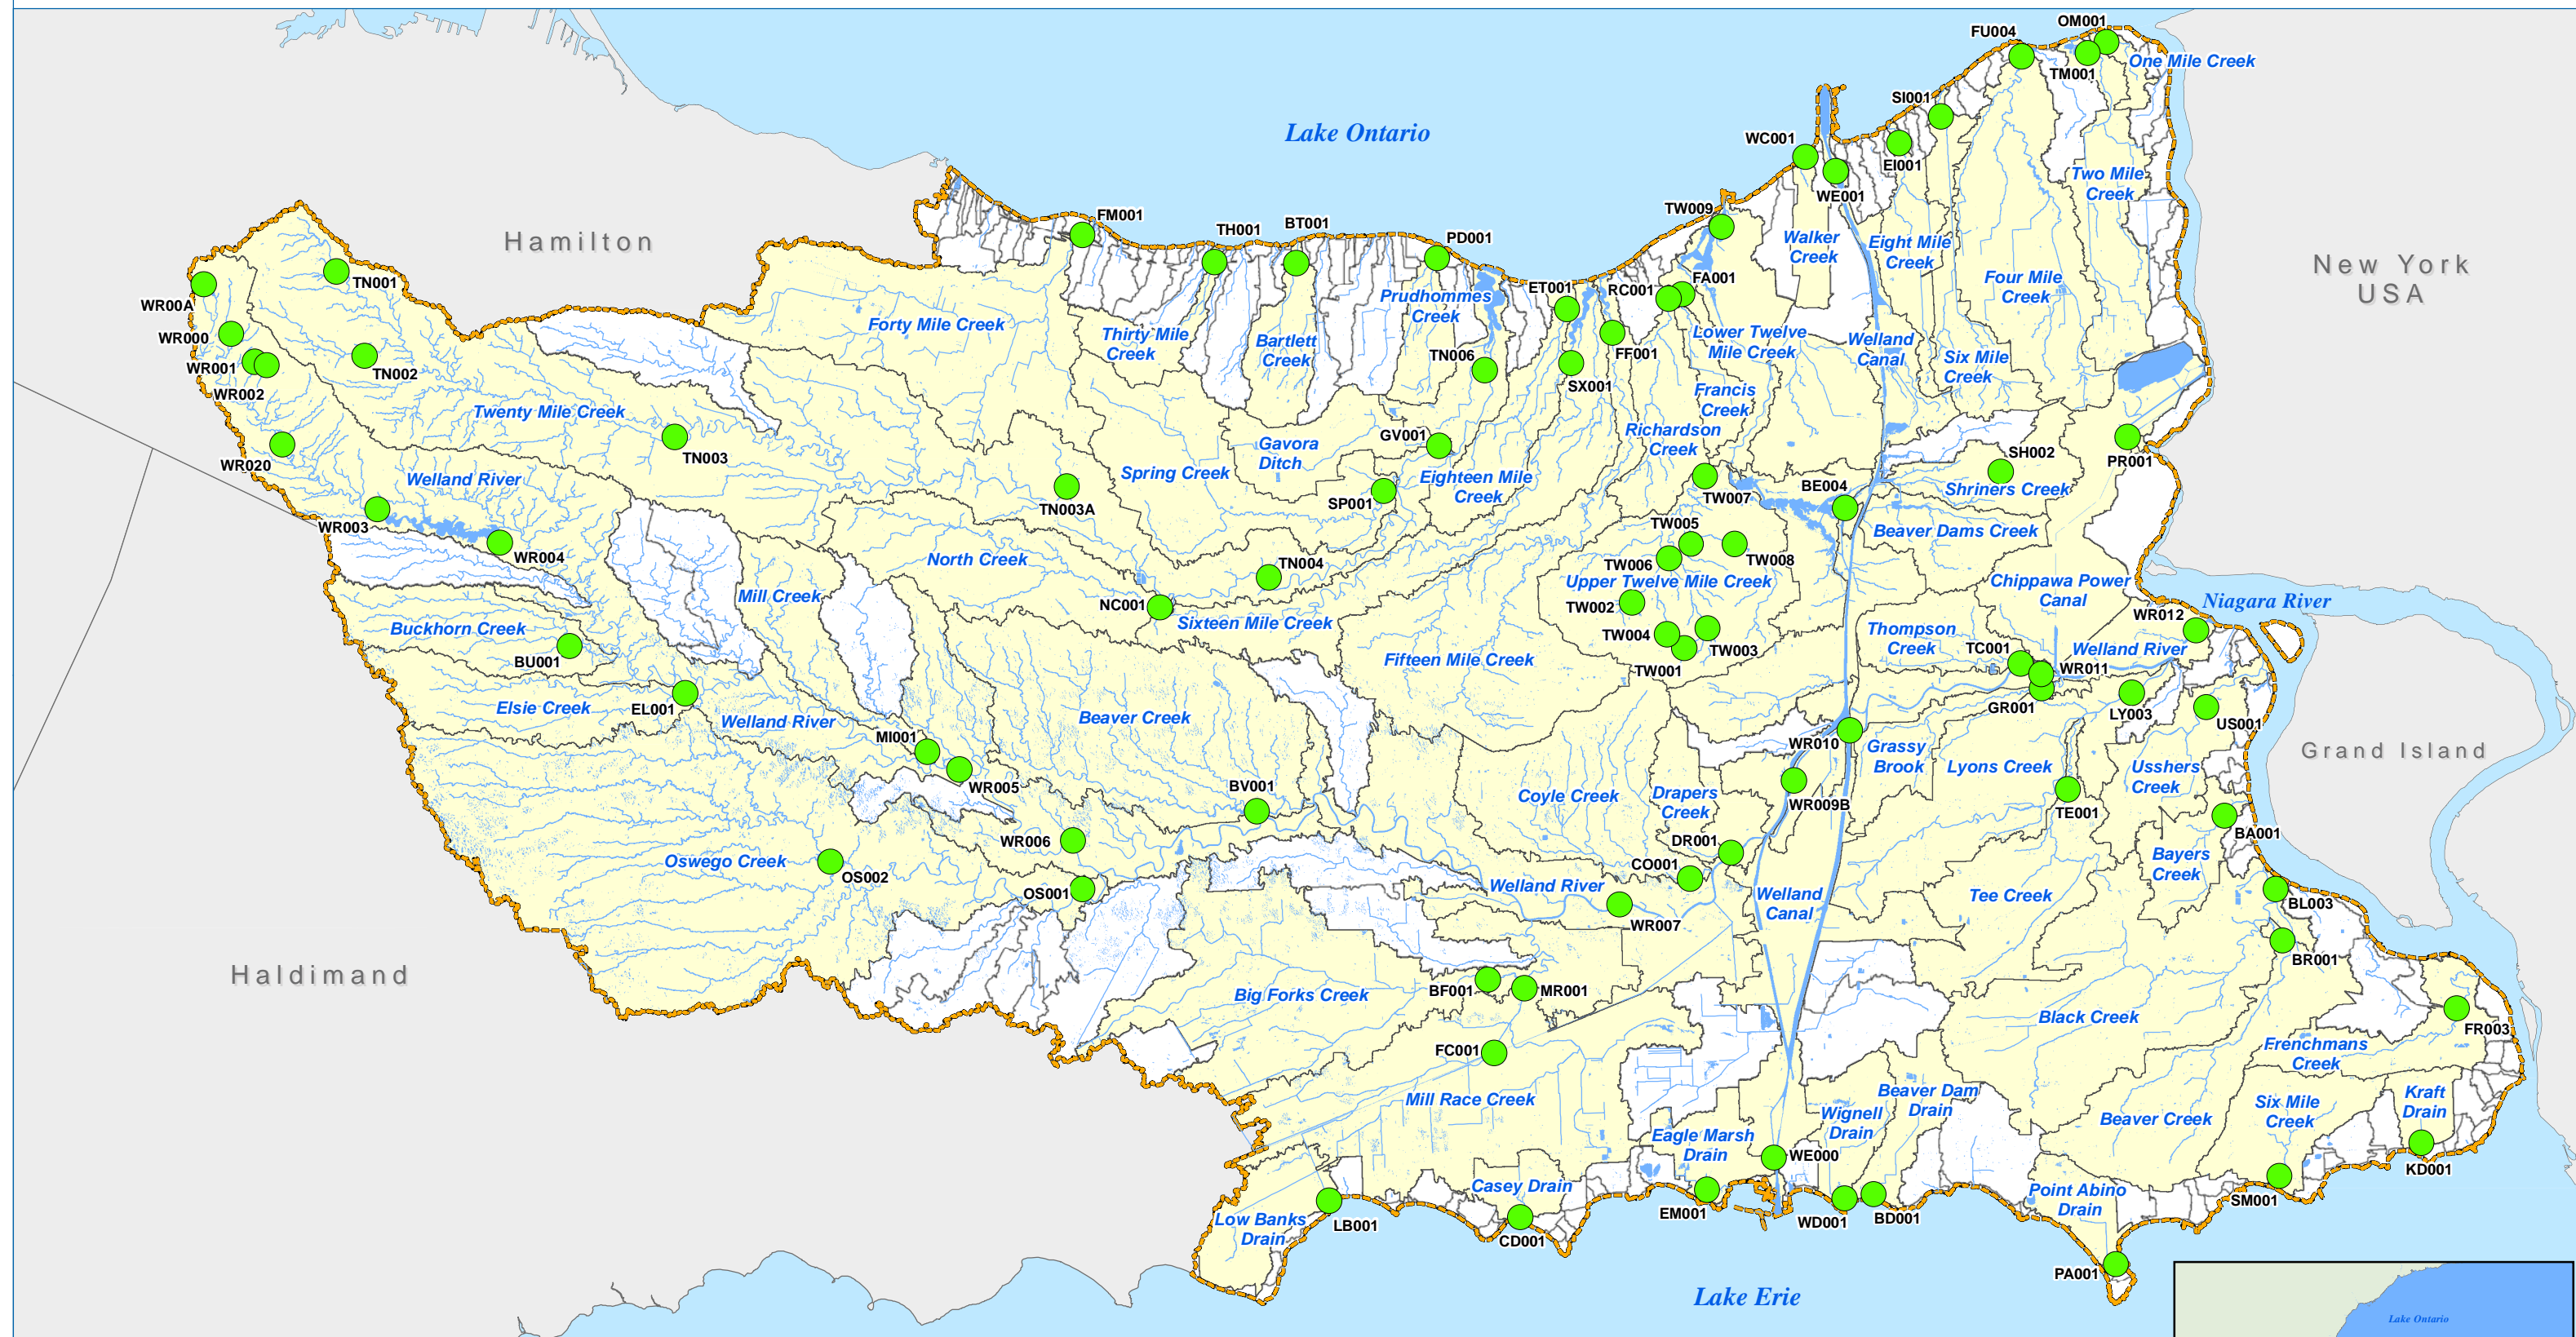 OM001
FU004
One Mile Creek
TM001
SI001
Lake Ontario
WC001
EI001
Two Mile
Creek
WE001
TW009
FM001
TH001
BT001
PD001
Hamilton
Walker
Creek
Eight Mile
Creek
New York
USA
TN001
Four Mile
Creek
WR00A
ET001
RC001
FA001
Prudhommes
Creek
Forty Mile Creek
Thirty Mile
Creek
Bartlett
Creek
Lower Twelve
Mile Creek
WR000
FF001
Welland
Canal
Six Mile
Creek
TN006
WR001
TN002
SX001
WR002
Francis
Creek
Twenty Mile Creek
Richardson
Creek
GV001
Gavora
Ditch
TN003
SH002
PR001
WR020
Spring Creek
Eighteen Mile
Creek
Welland River
Shriners Creek
BE004
TW007
SP001
TN003A
WR003
TW005
Beaver Dams Creek
WR004
North Creek
TN004
TW006
TW008
Upper Twelve Mile Creek
Chippawa Power
Canal
Mill Creek
NC001
TW002
Niagara River
WR012
Sixteen Mile Creek
Buckhorn Creek
TW004
Thompson
Creek
TC001
Welland River
BU001
Fifteen Mile Creek
TW003
TW001
WR011
Elsie Creek
EL001
GR001
LY003
US001
Welland River
Beaver Creek
MI001
WR010
Grassy
Brook
Lyons Creek
Usshers
Creek
Grand Island
WR005
BV001
Coyle Creek
Drapers
Creek
WR009B
TE001
BA001
WR006
DR001
Oswego Creek
OS002
CO001
Bayers
Creek
OS001
Welland River
Welland
Canal
Tee Creek
BL003
WR007
BR001
Haldimand
BF001
MR001
Big Forks Creek
Black Creek
FR003
FC001
Frenchmans
Creek
Mill Race Creek
Beaver Dam
Drain
Wignell
Drain
Beaver Creek
Six Mile
Creek
Kraft
Drain
Eagle Marsh
Drain
WE000
KD001
Casey Drain
Point Abino
Drain
SM001
Low Banks
Drain
LB001
CD001
EM001
WD001
BD001
PA001
Lake Erie
Lake Ontario